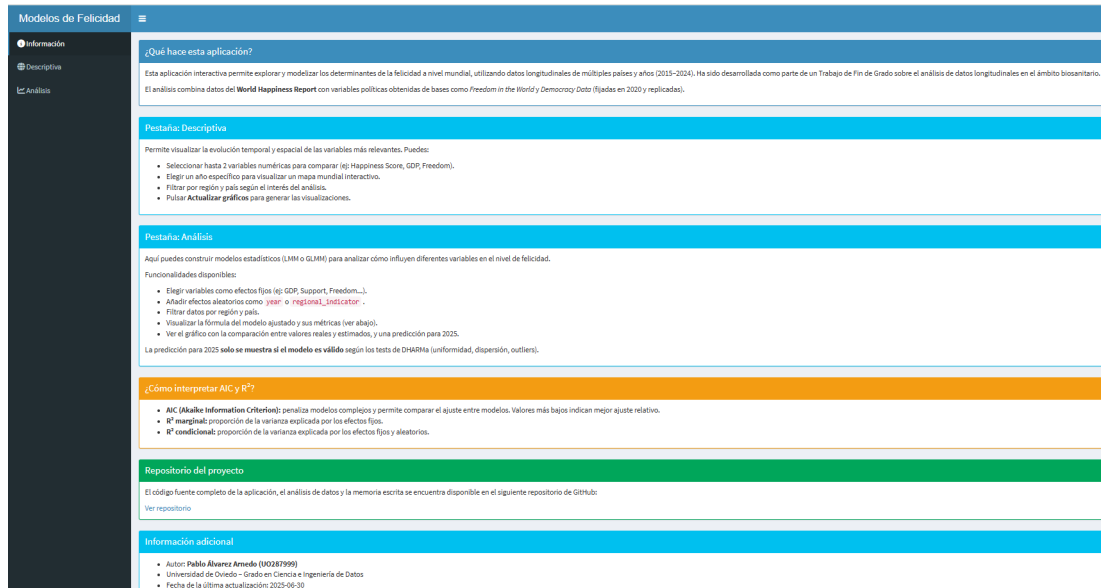 Modelos de Felicidad
Información
Descriptiva
Análisis
¿Qué hace esta aplicación?
Esta aplicación interactiva permite explorar y modelizar los determinantes de la felicidad a nivel mundial, utilizando datos longitudinales de múltiples países y años (2015–2024). Ha sido desarrollada como parte de un Trabajo de Fin de Grado sobre el análisis de datos longitudinales en el ámbito biosanitario.
El análisis combina datos del World Happiness Report con variables políticas obtenidas de bases como Freedom in the World y Democracy Data (fijadas en 2020 y replicadas).
Pestaña: Descriptiva
Permite visualizar la evolución temporal y espacial de las variables más relevantes. Puedes:
• Seleccionar hasta 2 variables numéricas para comparar (ej: Happiness Score, GDP, Freedom).
• Elegir un año específico para visualizar un mapa mundial interactivo.
• Filtrar por región y país según el interés del análisis.
• Pulsar Actualizar gráficos para generar las visualizaciones.
Pestaña: Análisis
Aquí puedes construir modelos estadísticos (LMM o GLMM) para analizar cómo influyen diferentes variables en el nivel de felicidad.
Funcionalidades disponibles:
• Elegir variables como efectos fijos (ej: GDP, Support, Freedom...).
• Añadir efectos aleatorios como year o regional_indicator .
• Filtrar datos por región y país.
• Visualizar la fórmula del modelo ajustado y sus métricas (ver abajo).
• Ver el gráfico con la comparación entre valores reales y estimados, y una predicción para 2025.
La predicción para 2025 solo se muestra si el modelo es válido según los tests de DHARMa (uniformidad, dispersión, outliers).
¿Cómo interpretar AIC y R²?
• AIC (Akaike Information Criterion): penaliza modelos complejos y permite comparar el ajuste entre modelos. Valores más bajos indican mejor ajuste relativo.
• R² marginal: proporción de la varianza explicada por los efectos fijos.
• R² condicional: proporción de la varianza explicada por los efectos fijos y aleatorios.
Repositorio del proyecto
El código fuente completo de la aplicación, el análisis de datos y la memoria escrita se encuentra disponible en el siguiente repositorio de GitHub:
Ver repositorio
Información adicional
• Autor: Pablo Álvarez Arnedo (UO287999)
• Universidad de Oviedo – Grado en Ciencia e Ingeniería de Datos
• Fecha de la última actualización: 2025-06-30